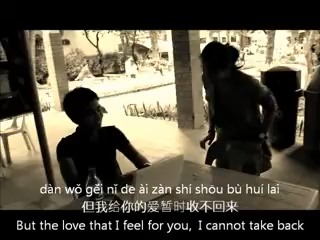 dàn wǒ gěi nǐ de ài zàn shí shōu bù huí lai
但我给你的爱暂时收不回来
But the love that I feel for you, I cannot take back